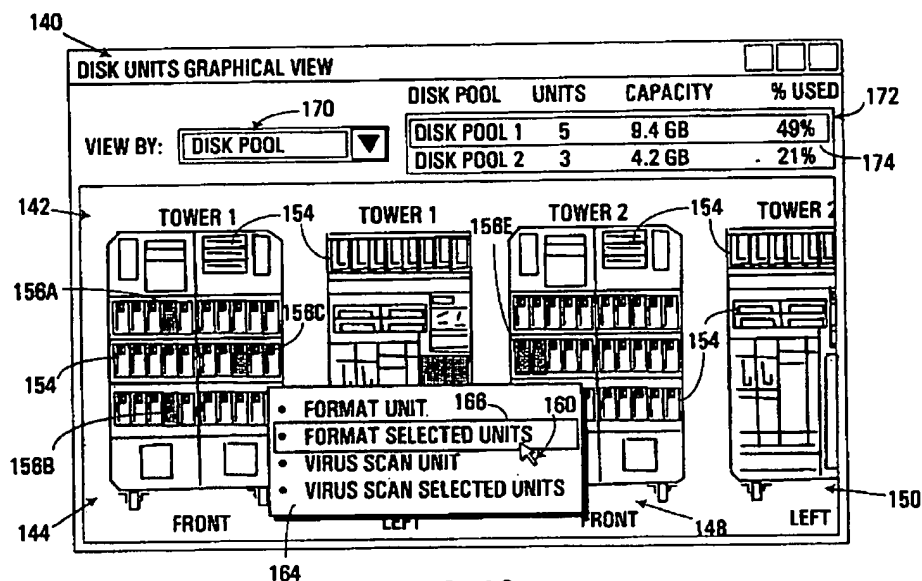 140
DISK UNITS GRAPHICAL VIEW
DISK POOL UNITS CAPACITY % USED
170
172
VIEW BY: DISK POOL
DISK POOL 1 5 9.4 GB 49%
DISK POOL 2 3 4.2 GB 21%
174
142
TOWER 1 154 TOWER 1 156E TOWER 2 154 TOWER 2
156A
156C
154
154
156B
• FORMAT UNIT.
166
160
• FORMAT SELECTED UNITS
• VIRUS SCAN UNIT
• VIRUS SCAN SELECTED UNITS
144
FRONT LEFT FRONT 148 LEFT
150
164